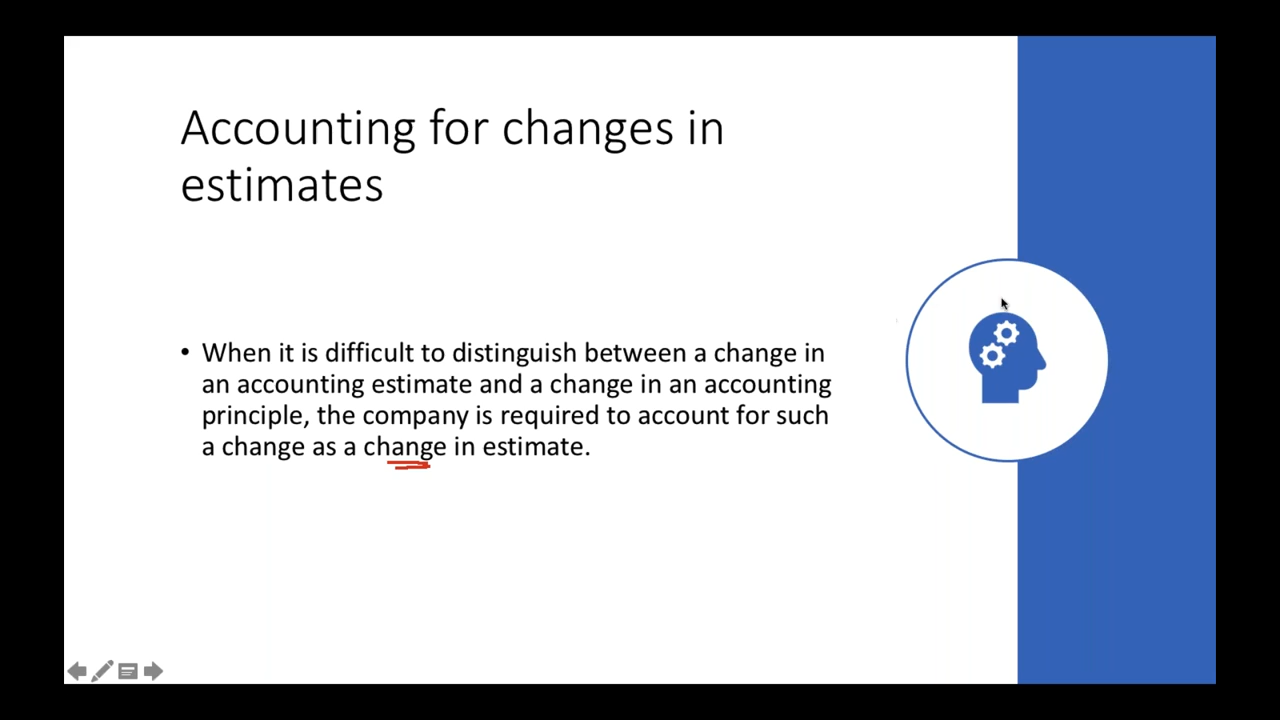 Accounting for changes in
estimates
• When it is difficult to distinguish between a change in
an accounting estimate and a change in an accounting
principle, the company is required to account for such
a change as a change in estimate.